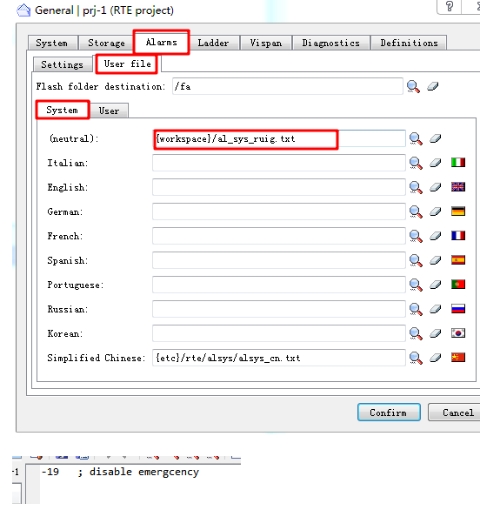 General | prj-1 (RTE project)
System Storage Alarms Ladder Vispan Diagnostics Definitions
Settings User file
Flash folder destination: /fa
System User
(neutral): {workspace}/al_sys_ruig.txt
Italian:
English:
German:
French:
Spanish:
Portuguese:
Russian:
Korean:
Simplified Chinese: {etc}/rte/alsys/alsys_cn.txt
Confirm Cancel
-19 ; disable emergcency